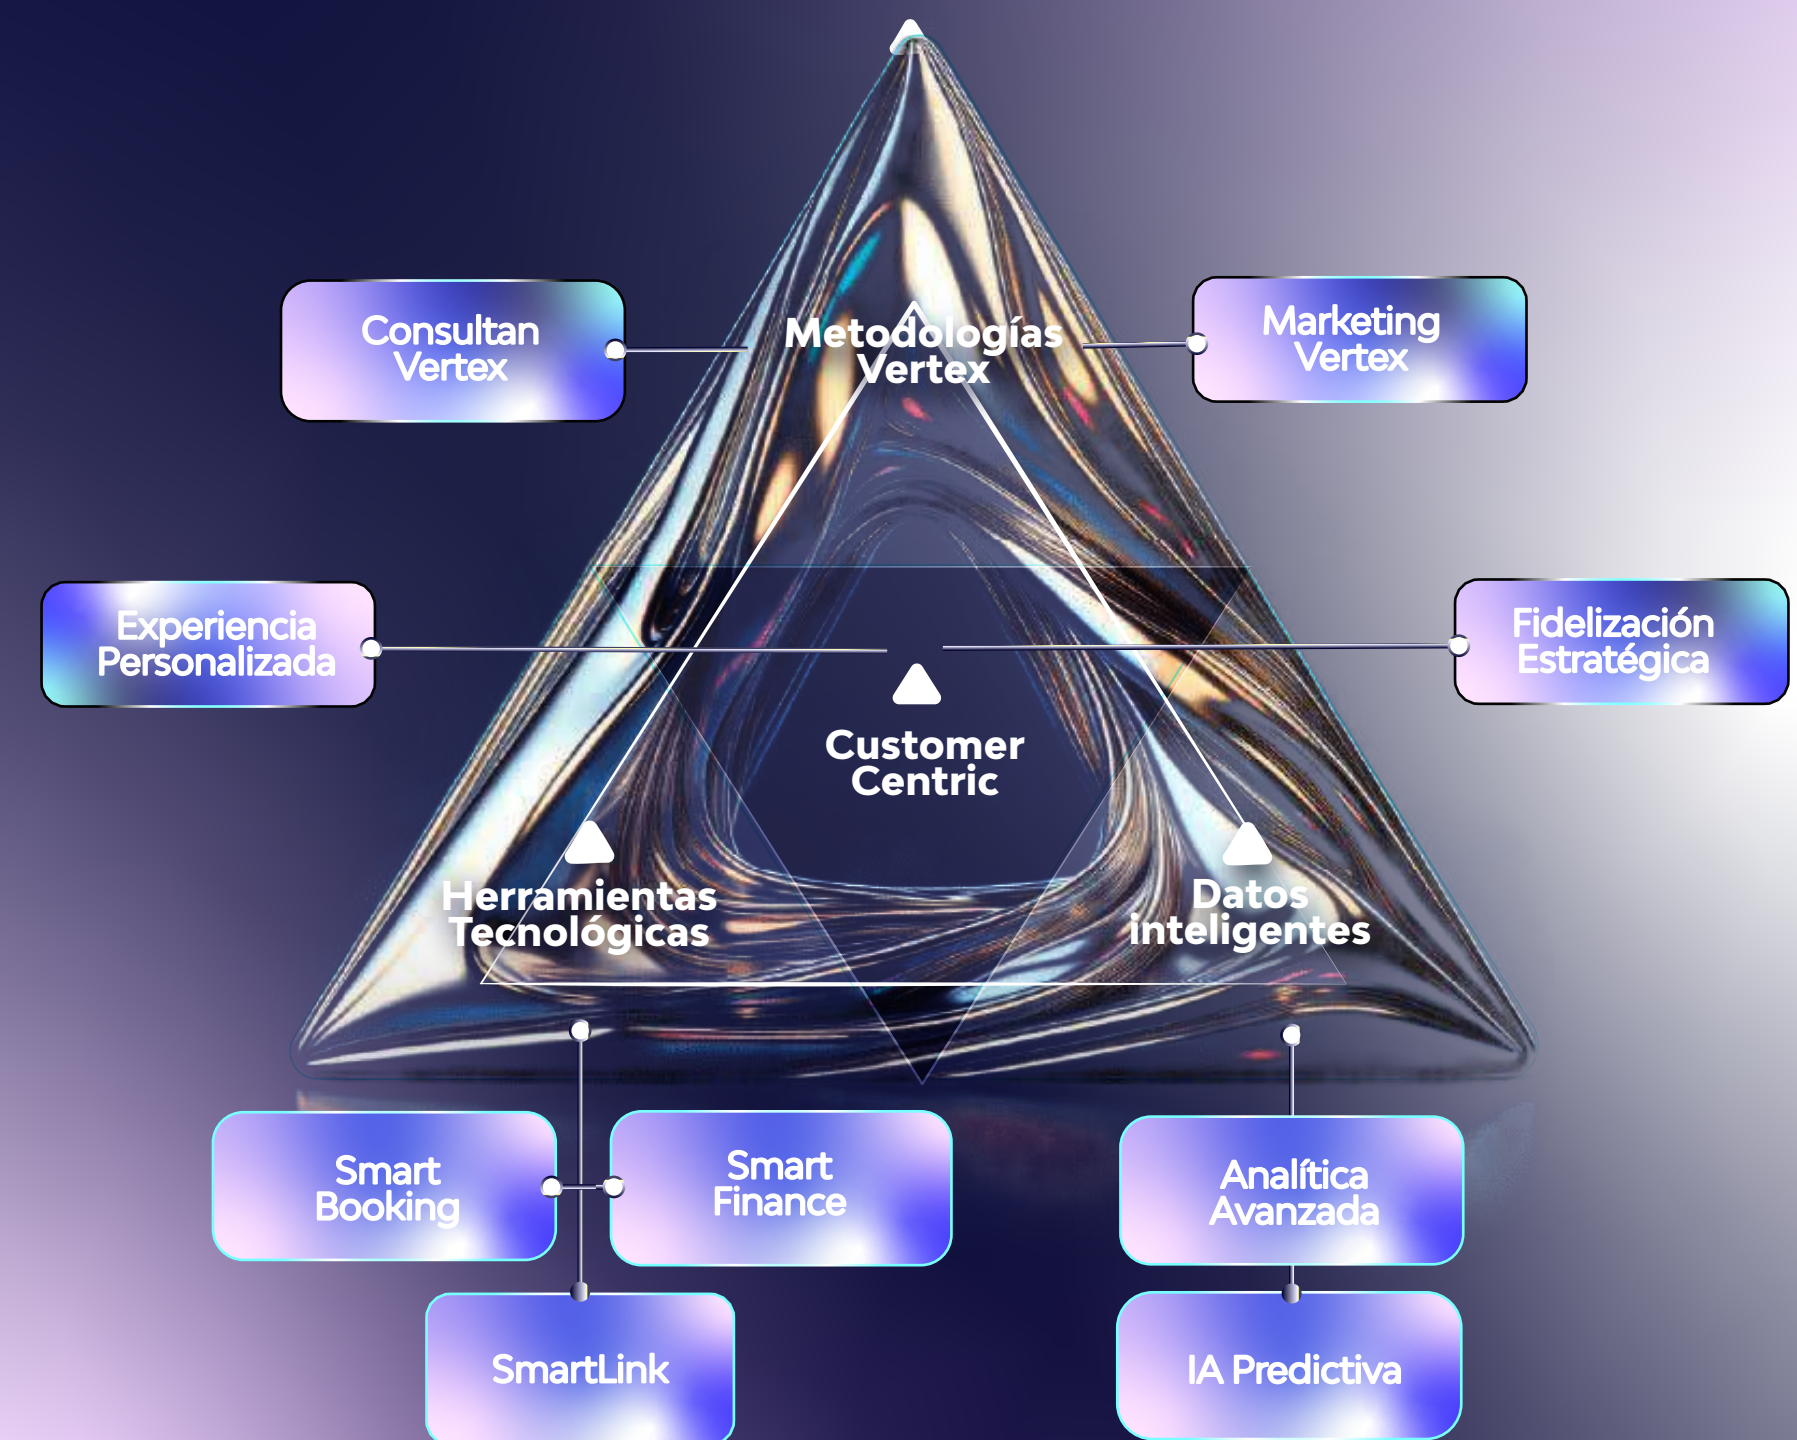 Consultan
Vertex
Metodologías
Vertex
Marketing
Vertex
Experiencia
Personalizada
Fidelización
Estratégica
Customer
Centric
Herramientas
Tecnológicas
Datos
inteligentes
Smart
Booking
Smart
Finance
Analítica
Avanzada
SmartLink
IA Predictiva